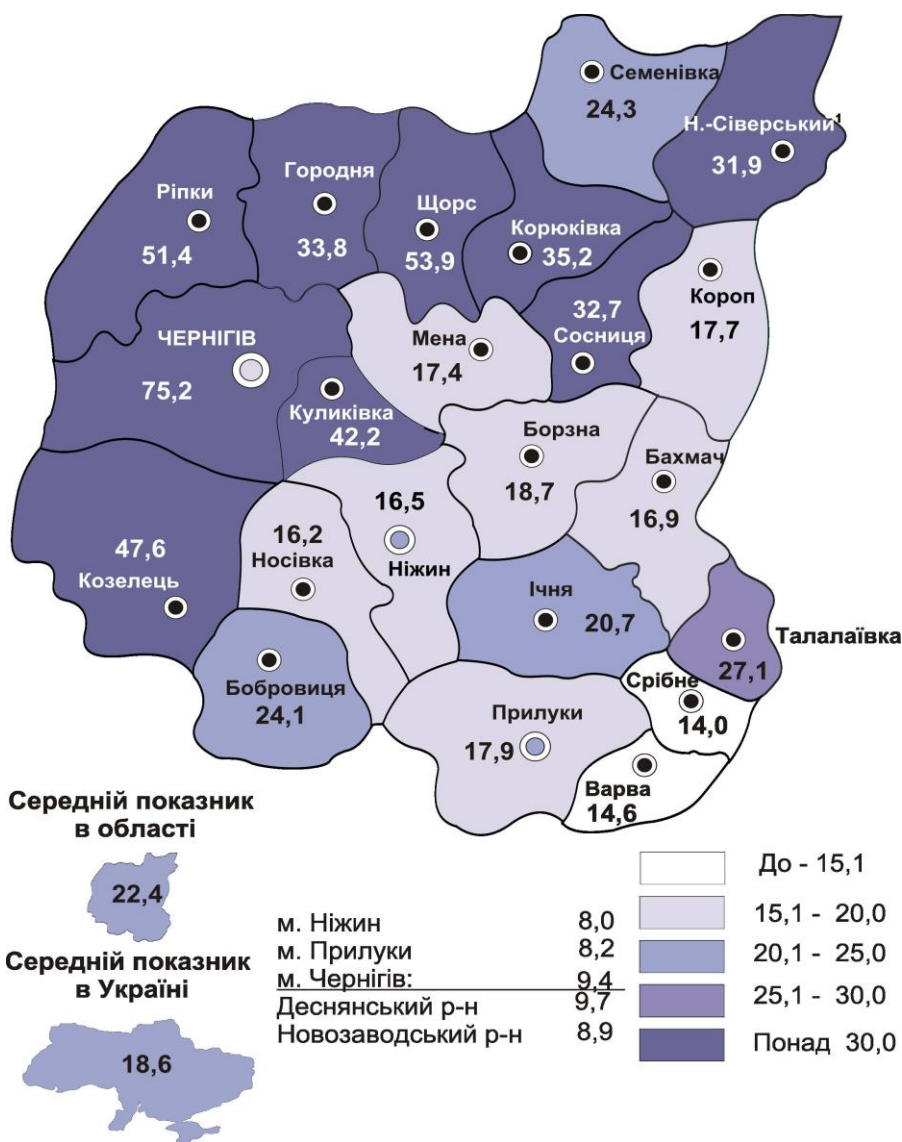 Семенівка
24,3
Н.-Сіверський¹
31,9
Ріпки
51,4
Городня
33,8
Щорс
53,9
Корюківка
35,2
32,7
Сосниця
Короп
17,7
ЧЕРНІГІВ
75,2
Мена
17,4
Куликівка
42,2
Борзна
18,7
Бахмач
16,9
16,5
Ніжин
16,2
Носівка
47,6
Козелець
Ічня
20,7
Талалаївка
27,1
Бобровиця
24,1
Срібне
14,0
Прилуки
17,9
Варва
14,6
Середній показник
в області
22,4
Середній показник
в Україні
18,6
м. Ніжин 8,0
м. Прилуки 8,2
м. Чернігів: 9,4
Деснянський р-н 9,7
Новозаводський р-н 8,9
До - 15,1
15,1 - 20,0
20,1 - 25,0
25,1 - 30,0
Понад 30,0